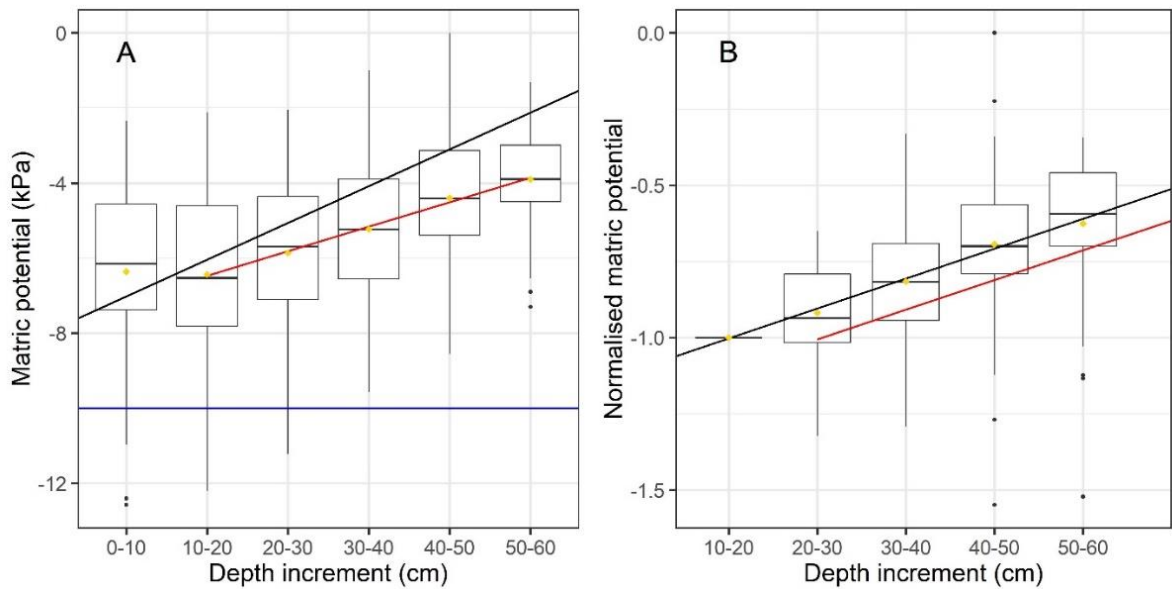 A
Matric potential (kPa)
0
-4
-8
-12
0-10 10-20 20-30 30-40 40-50 50-60
Depth increment (cm)
B
Normalised matric potential
0.0
-0.5
-1.0
-1.5
10-20 20-30 30-40 40-50 50-60
Depth increment (cm)